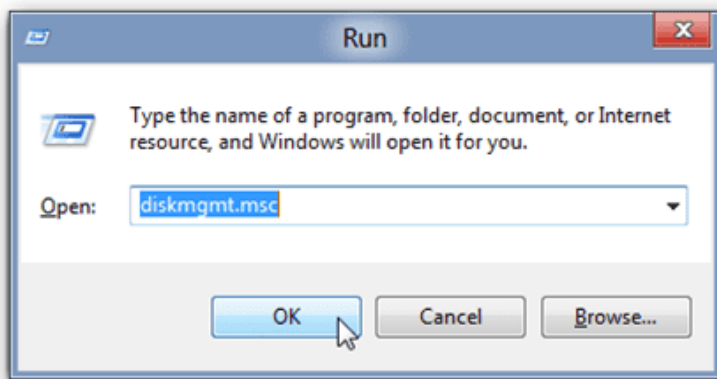 Run
Type the name of a program, folder, document, or Internet
resource, and Windows will open it for you.
Open: diskmgmt.msc
OK Cancel Browse...